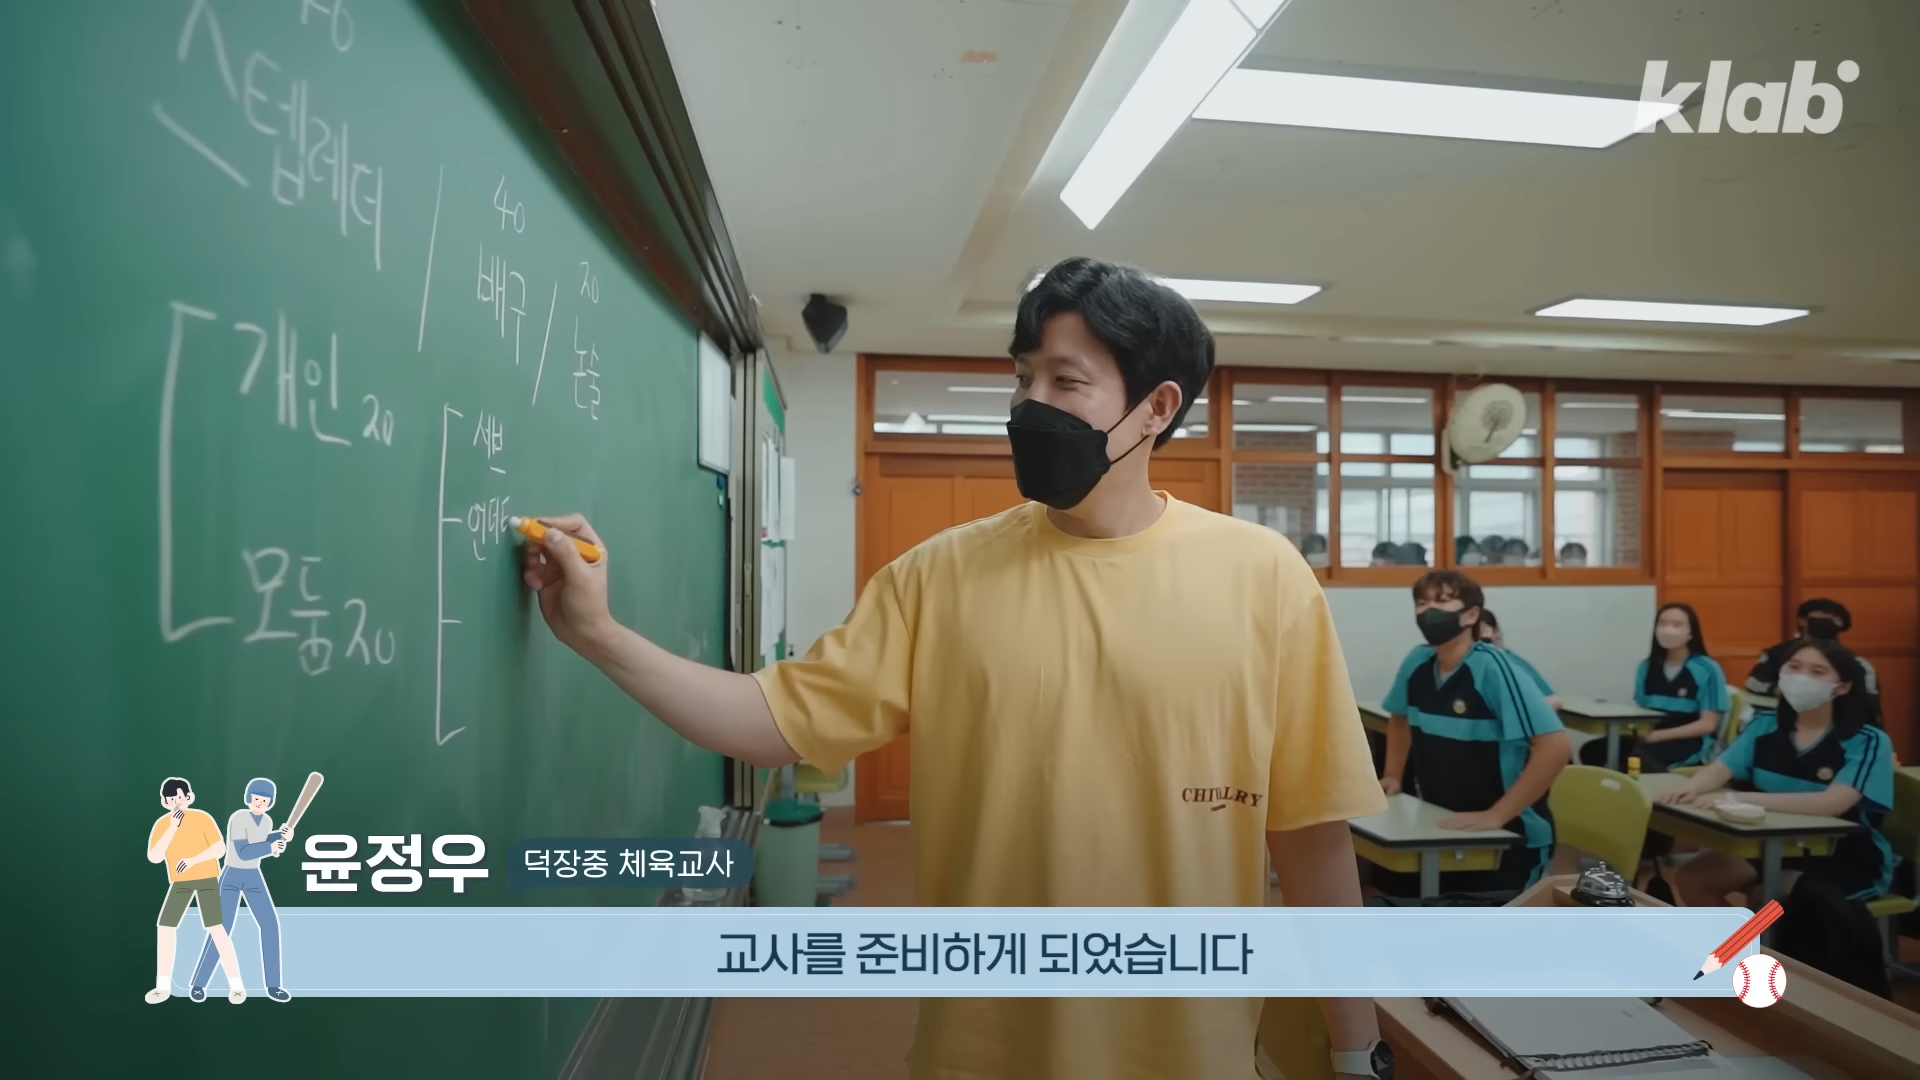 klab
스텝레더
40
배구
20
논술
개인 20
서브
언더
모둠 20
CHIVALRY
윤정우 덕장중 체육교사
교사를 준비하게 되었습니다